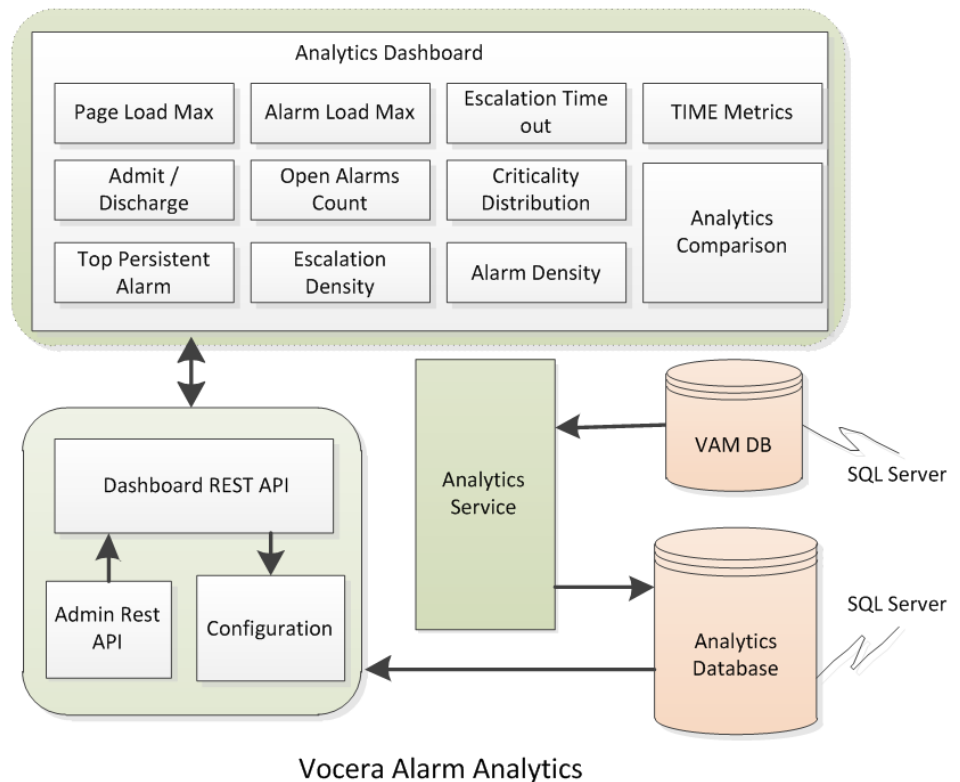 Analytics Dashboard
Page Load Max
Alarm Load Max
Escalation Time
out
TIME Metrics
Admit /
Discharge
Open Alarms
Count
Criticality
Distribution
Analytics
Comparison
Top Persistent
Alarm
Escalation
Density
Alarm Density
VAM DB
SQL Server
Dashboard REST API
Analytics
Service
Admin Rest
API
Configuration
SQL Server
Analytics
Database
Vocera Alarm Analytics